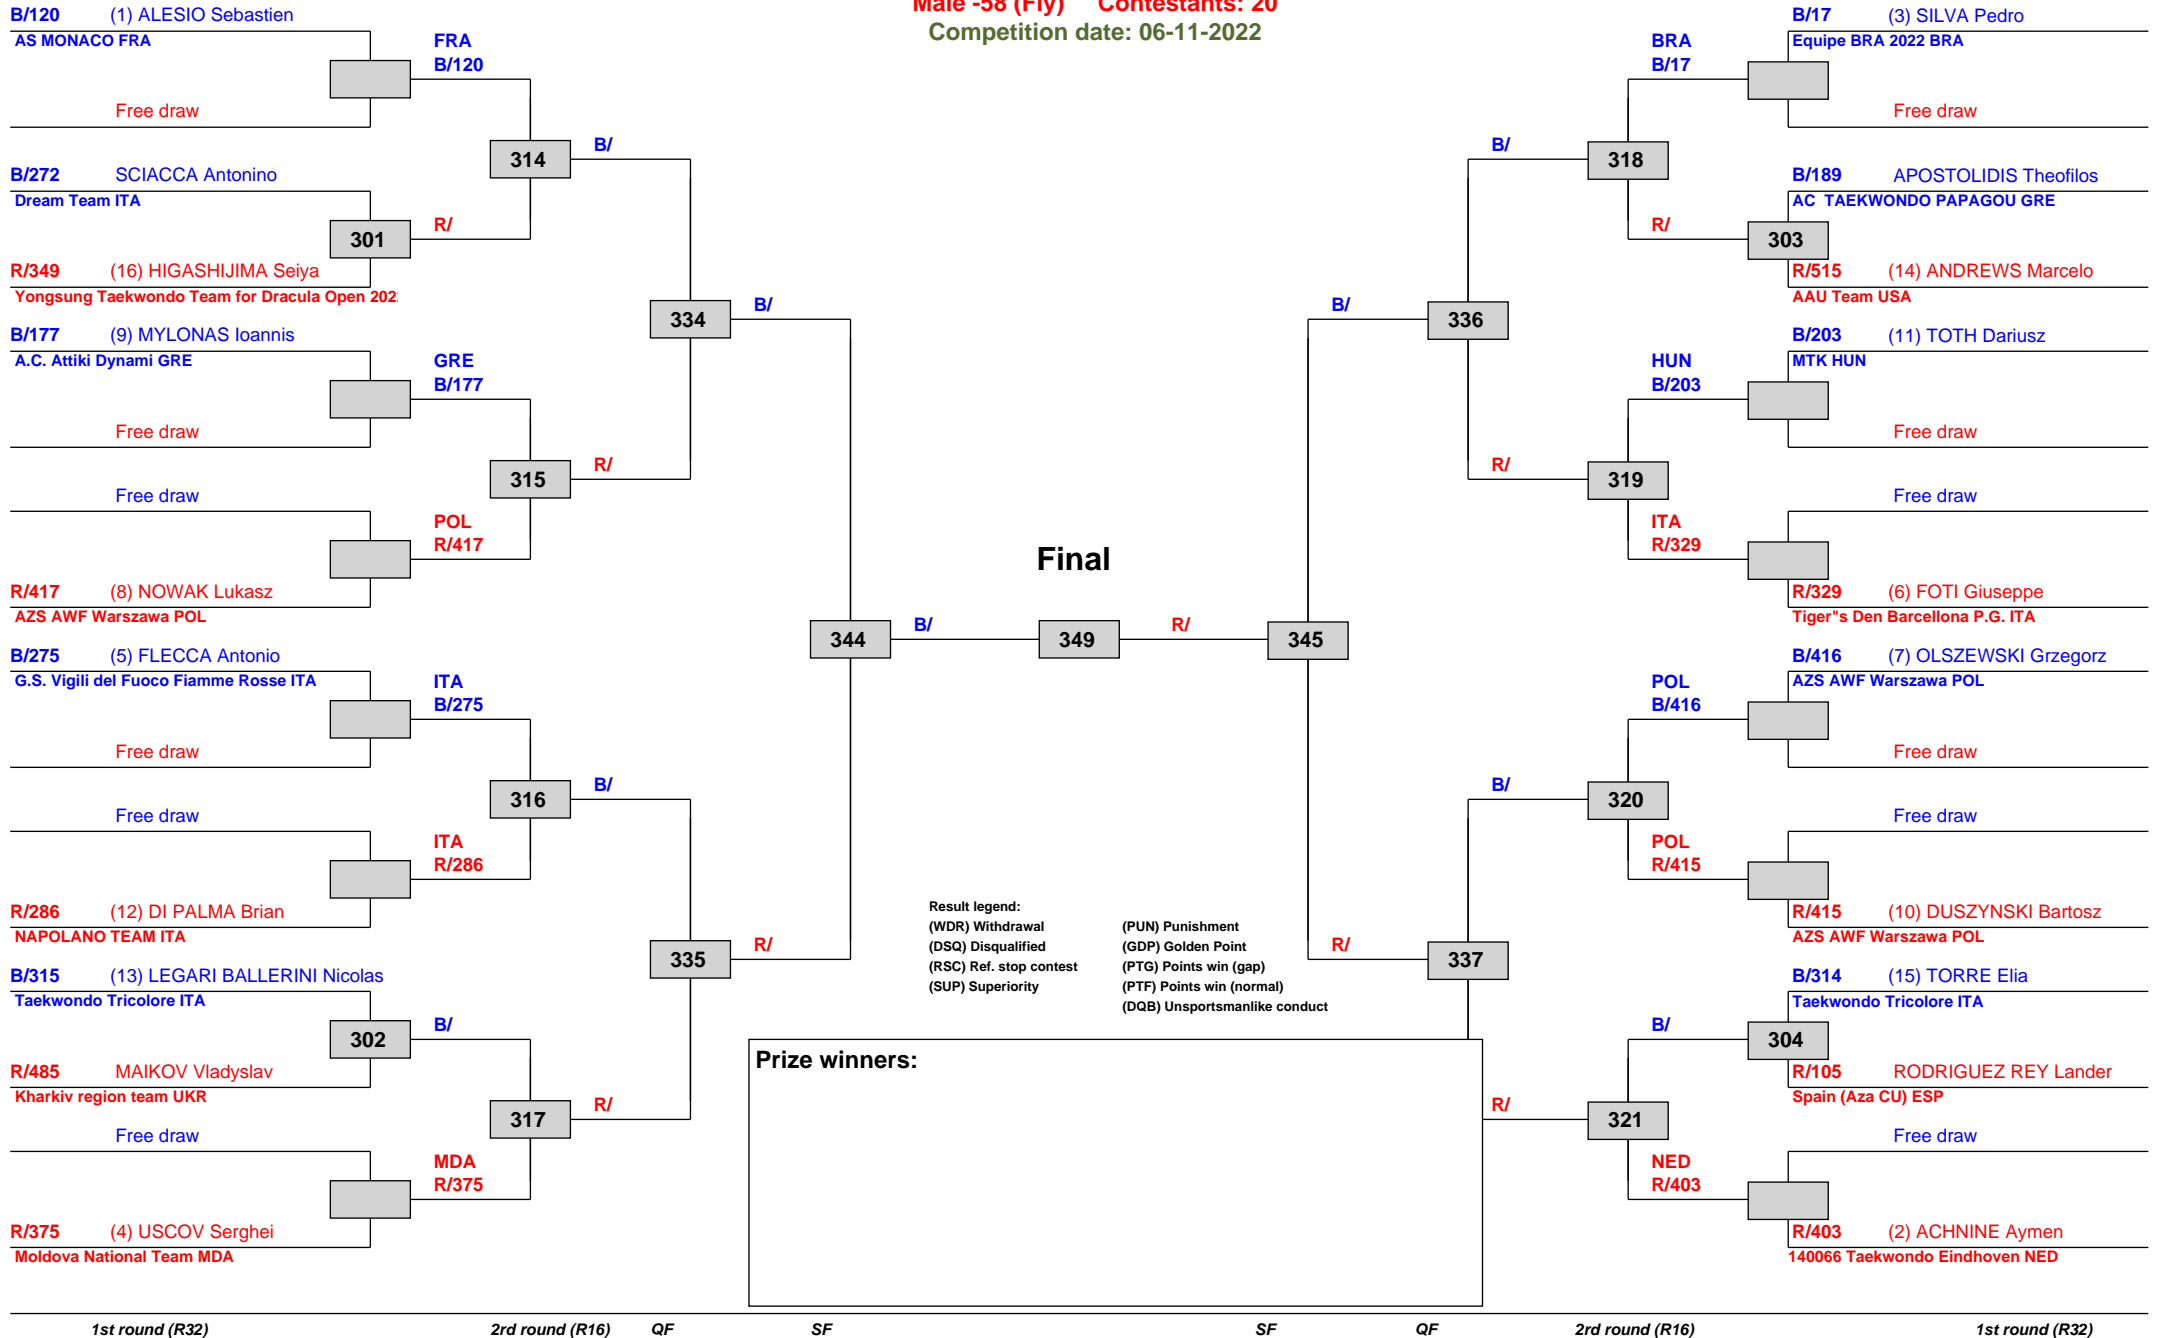 Male -58 (Fly) Contestants: 20
Competition date: 06-11-2022
B/120 (1) ALESIO Sebastien
AS MONACO FRA
FRA
B/120
Free draw
314
B/
B/272 SCIACCA Antonino
Dream Team ITA
301
R/
R/349 (16) HIGASHIJIMA Seiya
Yongsung Taekwondo Team for Dracula Open 202
334
B/
B/177 (9) MYLONAS Ioannis
A.C. Attiki Dynami GRE
GRE
B/177
Free draw
315
R/
Free draw
POL
R/417
R/417 (8) NOWAK Lukasz
AZS AWF Warszawa POL
344
B/
B/275 (5) FLECCA Antonio
G.S. Vigili del Fuoco Fiamme Rosse ITA
ITA
B/275
Free draw
316
B/
Free draw
ITA
R/286
R/286 (12) DI PALMA Brian
NAPOLANO TEAM ITA
335
R/
B/315 (13) LEGARI BALLERINI Nicolas
Taekwondo Tricolore ITA
302
B/
R/485 MAIKOV Vladyslav
Kharkiv region team UKR
317
R/
Free draw
MDA
R/375
R/375 (4) USCOV Serghei
Moldova National Team MDA
Final
349
R/
Result legend:
(WDR) Withdrawal (PUN) Punishment
(DSQ) Disqualified (GDP) Golden Point
(RSC) Ref. stop contest (PTG) Points win (gap)
(SUP) Superiority (PTF) Points win (normal)
(DQB) Unsportsmanlike conduct
Prize winners:
B/17 (3) SILVA Pedro
Equipe BRA 2022 BRA
BRA
B/17
Free draw
B/
318
B/189 APOSTOLIDIS Theofilos
AC TAEKWONDO PAPAGOU GRE
R/
303
R/515 (14) ANDREWS Marcelo
AAU Team USA
B/
336
B/203 (11) TOTH Dariusz
MTK HUN
HUN
B/203
Free draw
R/
319
Free draw
ITA
R/329
R/329 (6) FOTI Giuseppe
Tiger"s Den Barcellona P.G. ITA
345
B/416 (7) OLSZEWSKI Grzegorz
AZS AWF Warszawa POL
POL
B/416
Free draw
B/
320
Free draw
POL
R/415
R/415 (10) DUSZYNSKI Bartosz
AZS AWF Warszawa POL
R/
337
B/314 (15) TORRE Elia
Taekwondo Tricolore ITA
B/
304
R/105 RODRIGUEZ REY Lander
Spain (Aza CU) ESP
R/
321
Free draw
NED
R/403
R/403 (2) ACHNINE Aymen
140066 Taekwondo Eindhoven NED
1st round (R32) 2rd round (R16) QF SF SF QF 2rd round (R16) 1st round (R32)